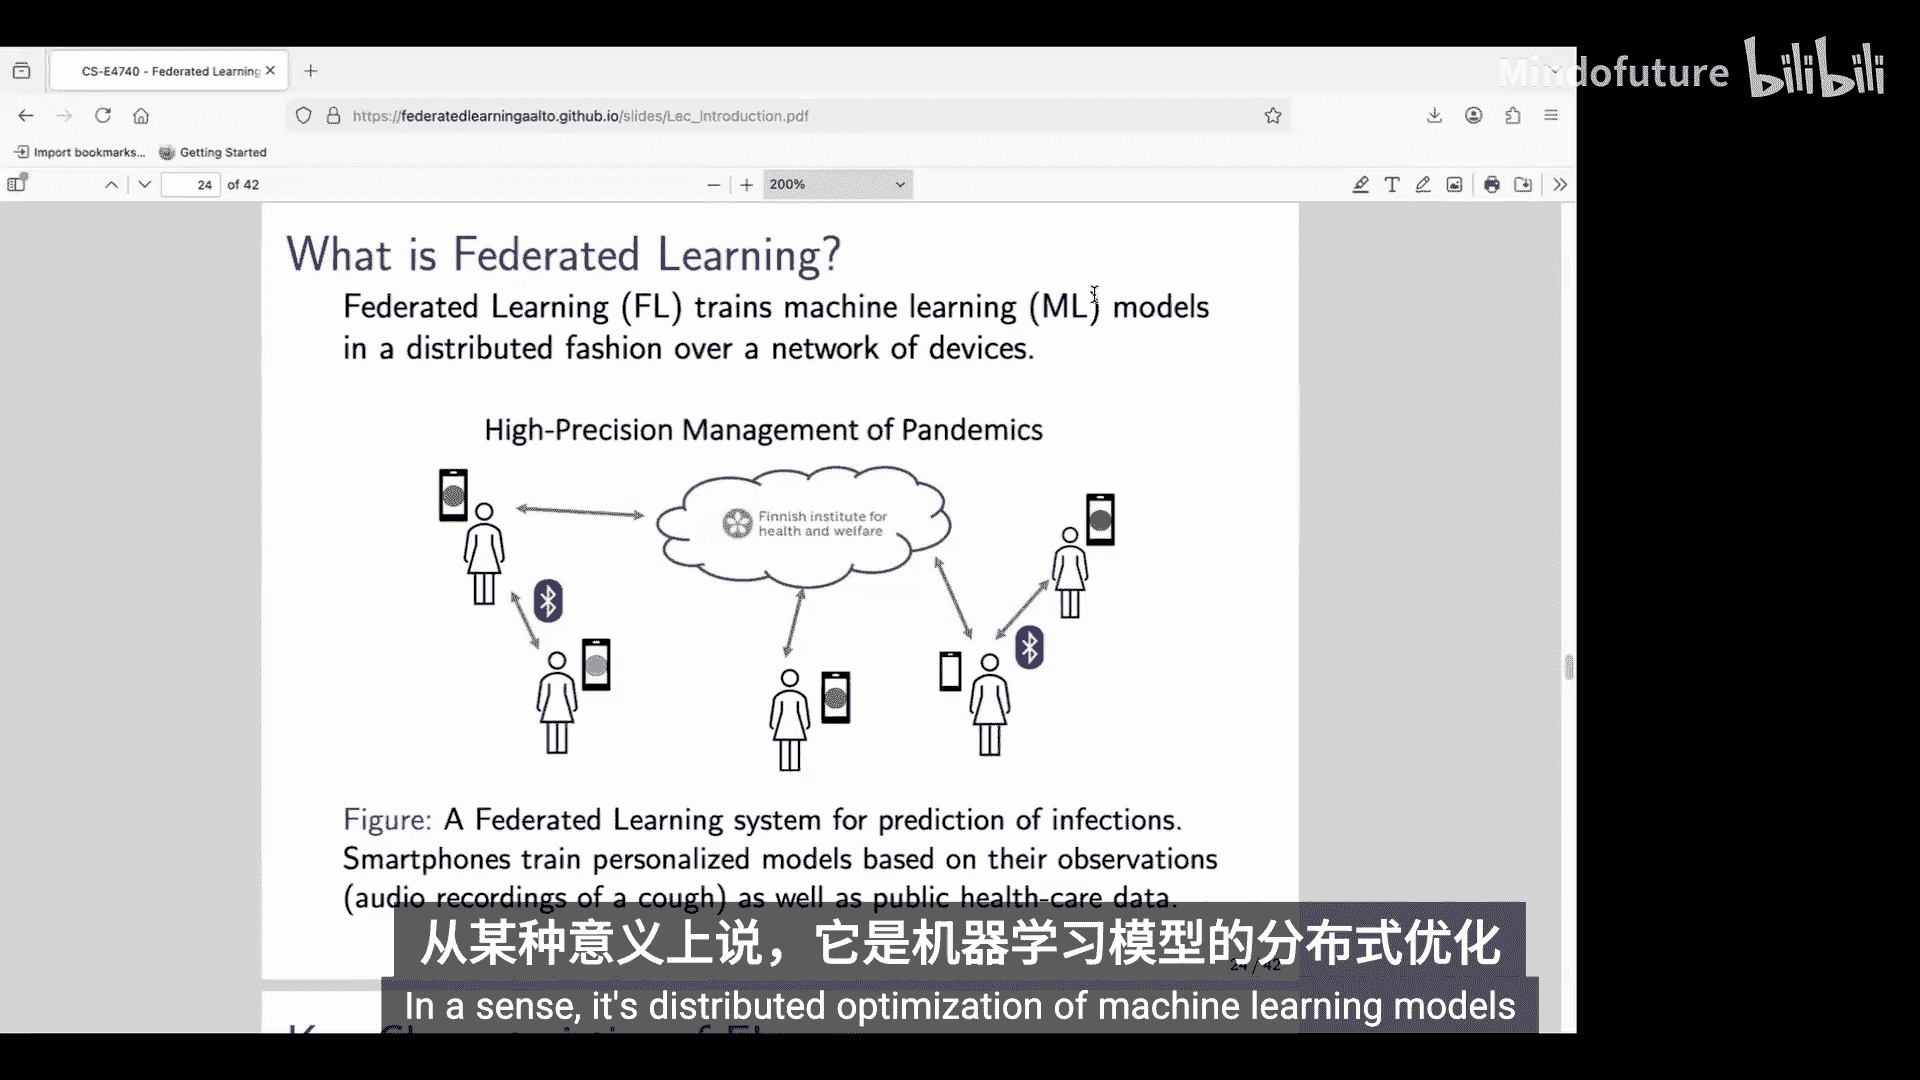 Mindofuture bilibili
CS-E4740 - Federated Learning
https://federatedlearningaalto.github.io/slides/Lec_Introduction.pdf
Import bookmarks... Getting Started
24 of 42 200%
What is Federated Learning?
Federated Learning (FL) trains machine learning (ML) models
in a distributed fashion over a network of devices.
High-Precision Management of Pandemics
Finnish institute for
health and welfare
Figure: A Federated Learning system for prediction of infections.
Smartphones train personalized models based on their observations
(audio recordings of a cough) as well as public health-care data.
从某种意义上说，它是机器学习模型的分布式优化
24 / 42
In a sense, it's distributed optimization of machine learning models